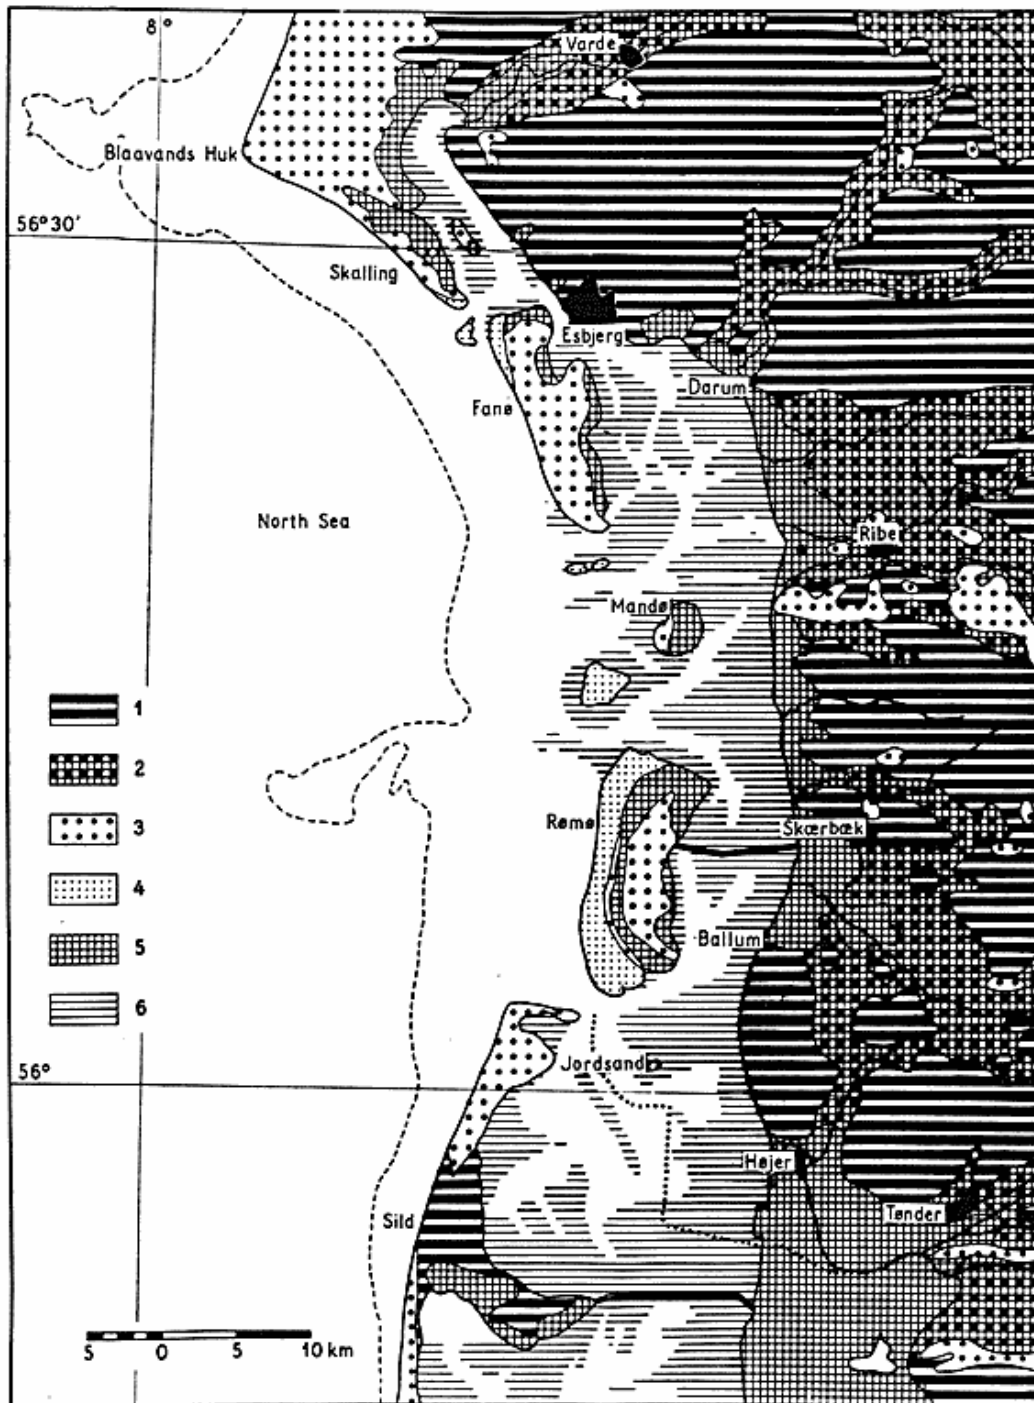 8°
Varde
Blaavands Huk
56°30'
Skalling
Esbjerg
Darum
Fanø
North Sea
Ribe
Mandø
1
2
3
4
5
6
Rømø
Skærbæk
Ballum
Jordsand
56°
Højer
Sild
Tønder
5 0 5 10 km